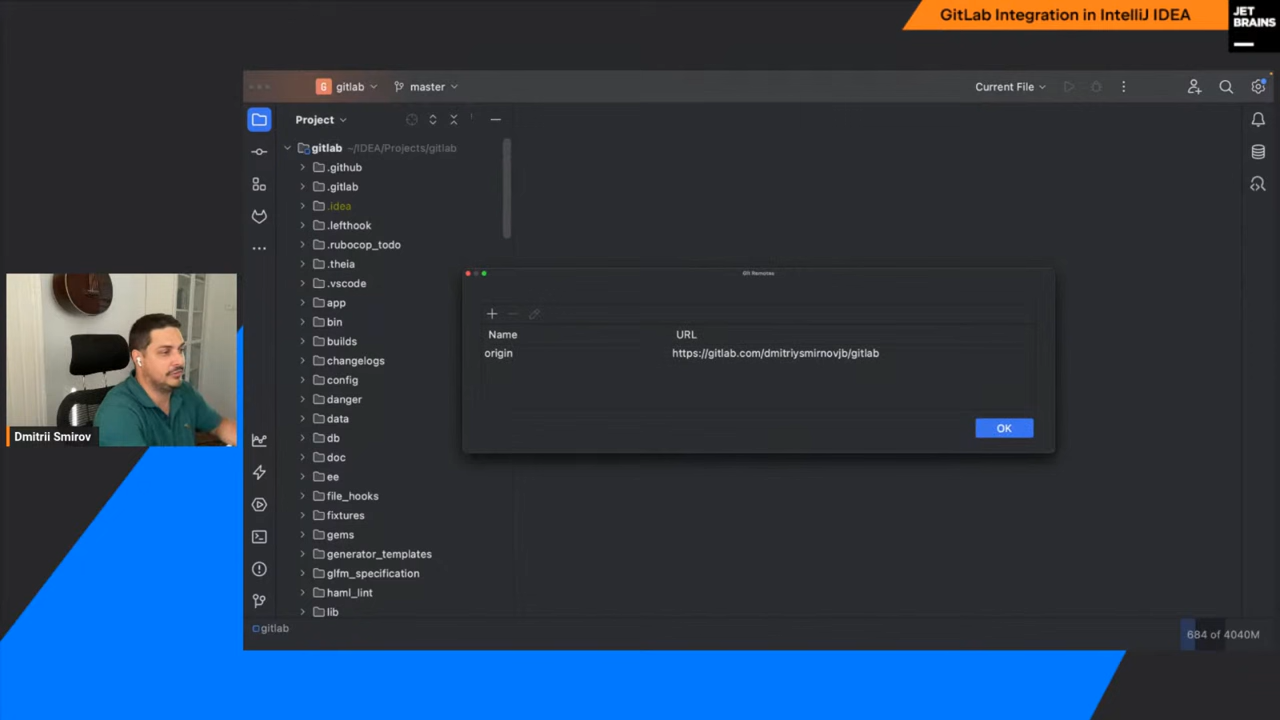 GitLab Integration in IntelliJ IDEA
JET
BRAINS
G gitlab
master
Current File
Project
gitlab ~/IDEA/Projects/gitlab
.github
.gitlab
.idea
.lefthook
.rubocop_todo
.theia
.vscode
app
bin
builds
changelogs
config
danger
data
db
doc
ee
file_hooks
fixtures
gems
generator_templates
glfm_specification
haml_lint
lib
Git Remotes
Name URL
origin https://gitlab.com/dmitriysmirnovjb/gitlab
OK
Dmitrii Smirov
gitlab
684 of 4040M